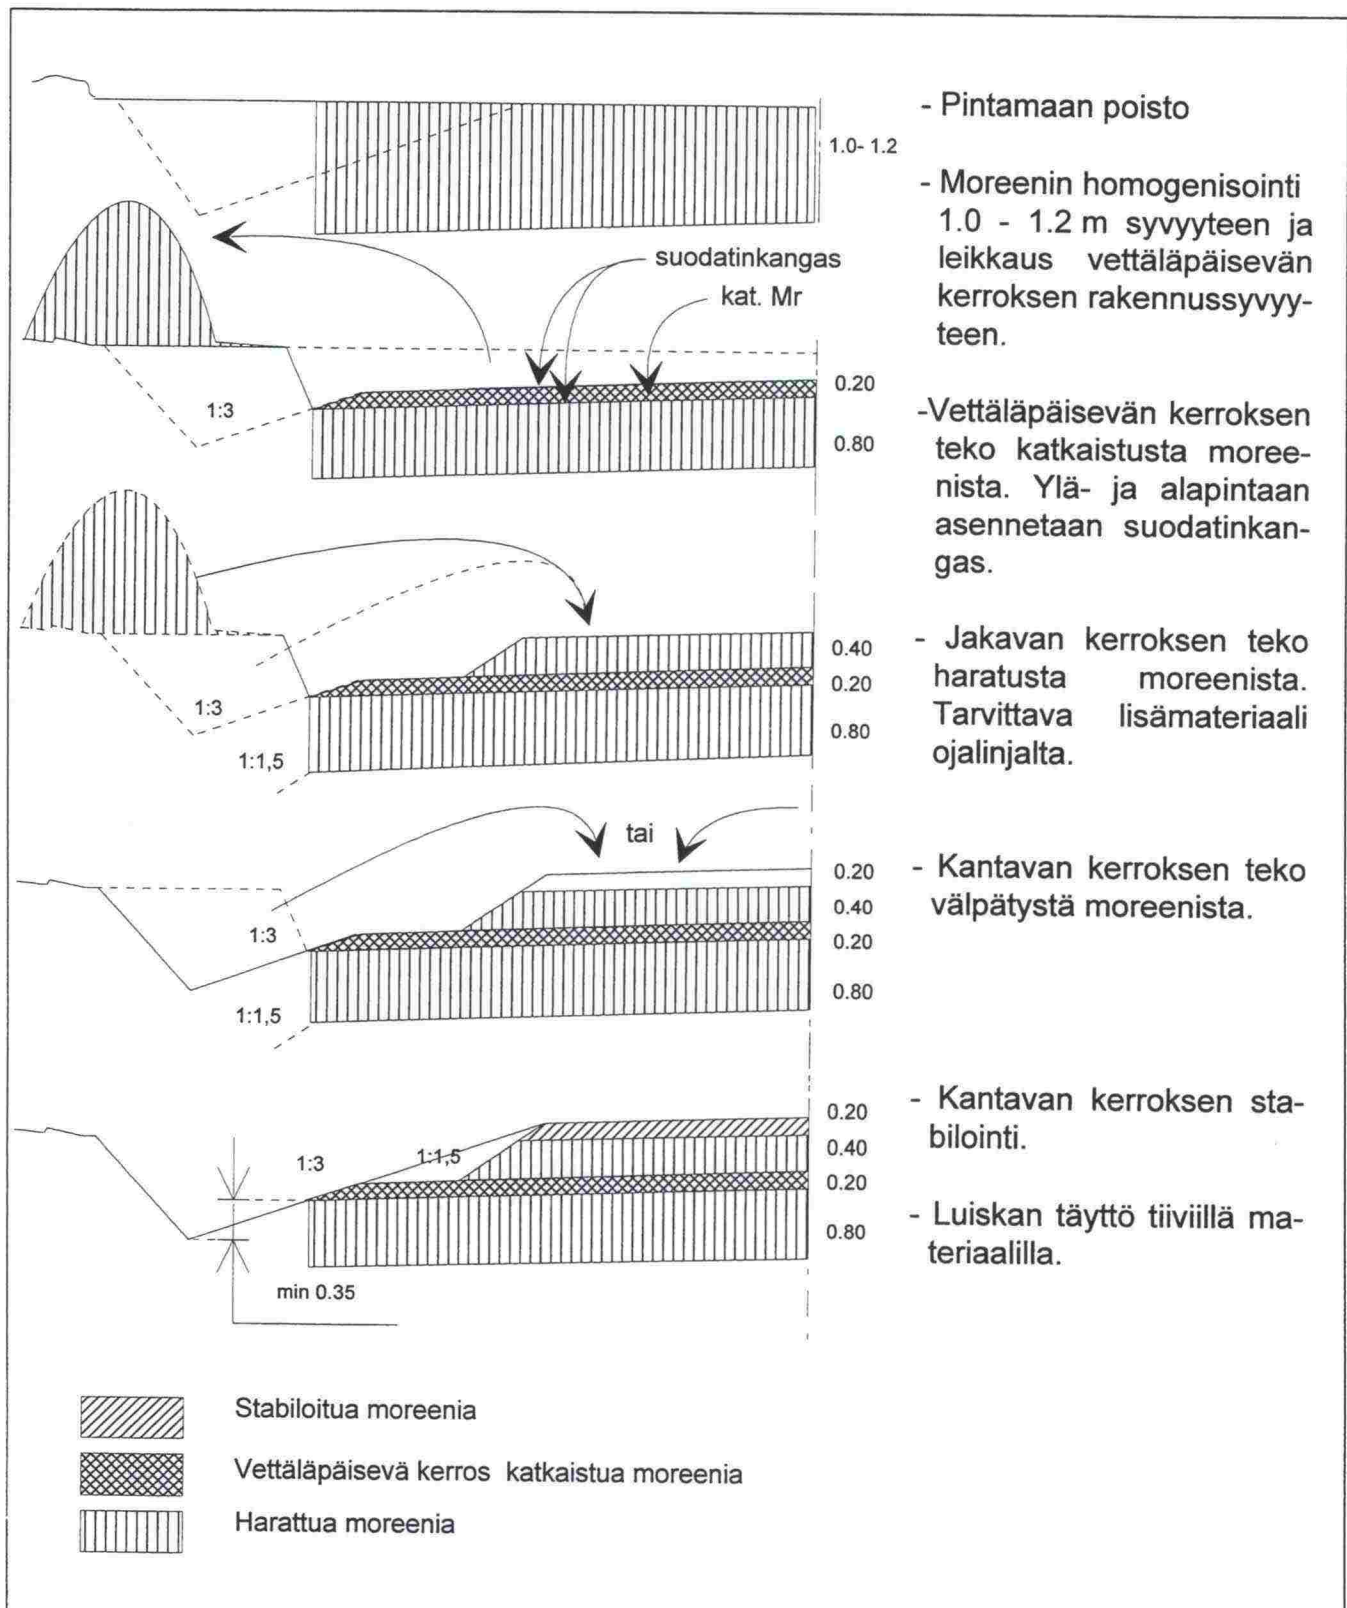 - Pintamaan poisto
1.0- 1.2
- Moreenin homogenisointi
1.0 - 1.2 m syvyyteen ja
leikkaus vettäläpäisevän
kerroksen rakennussyvyy-
teen.
suodatinkangas
kat. Mr
0.20
1:3
0.80
-Vettäläpäisevän kerroksen
teko katkaistusta moree-
nista. Ylä- ja alapintaan
asennetaan suodatinkan-
gas.
0.40
0.20
1:3
0.80
1:1,5
- Jakavan kerroksen teko
haratusta moreenista.
Tarvittava lisämateriaali
ojalinjalta.
tai
0.20
0.40
1:3
0.20
0.80
1:1,5
- Kantavan kerroksen teko
välpätystä moreenista.
0.20
0.40
1:3
1:1,5
0.20
0.80
min 0.35
- Kantavan kerroksen sta-
bilointi.
- Luiskan täyttö tiiviillä ma-
teriaalilla.
Stabiloitua moreenia
Vettäläpäisevä kerros katkaistua moreenia
Harattua moreenia